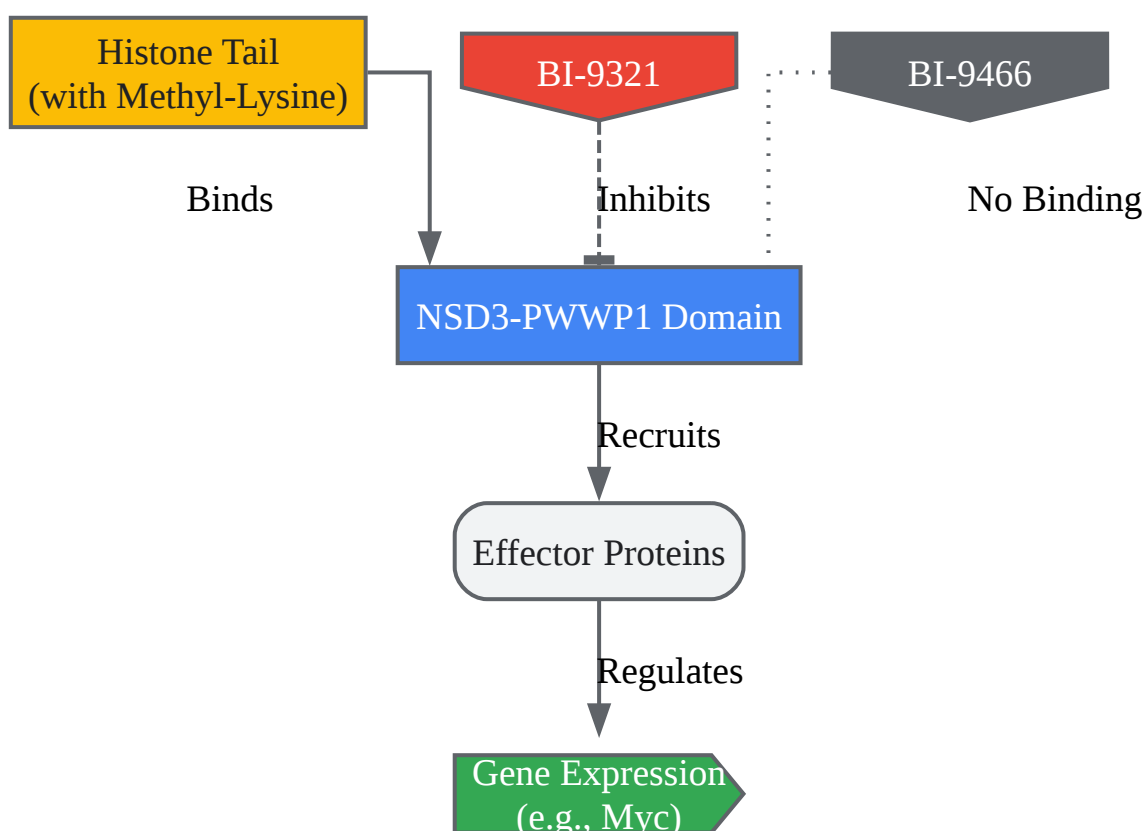 Histone Tail
(with Methyl-Lysine)
BI-9321
BI-9466
Binds
Inhibits
No Binding
NSD3-PWWP1 Domain
Recruits
Effector Proteins
Regulates
Gene Expression
(e.g., Myc)